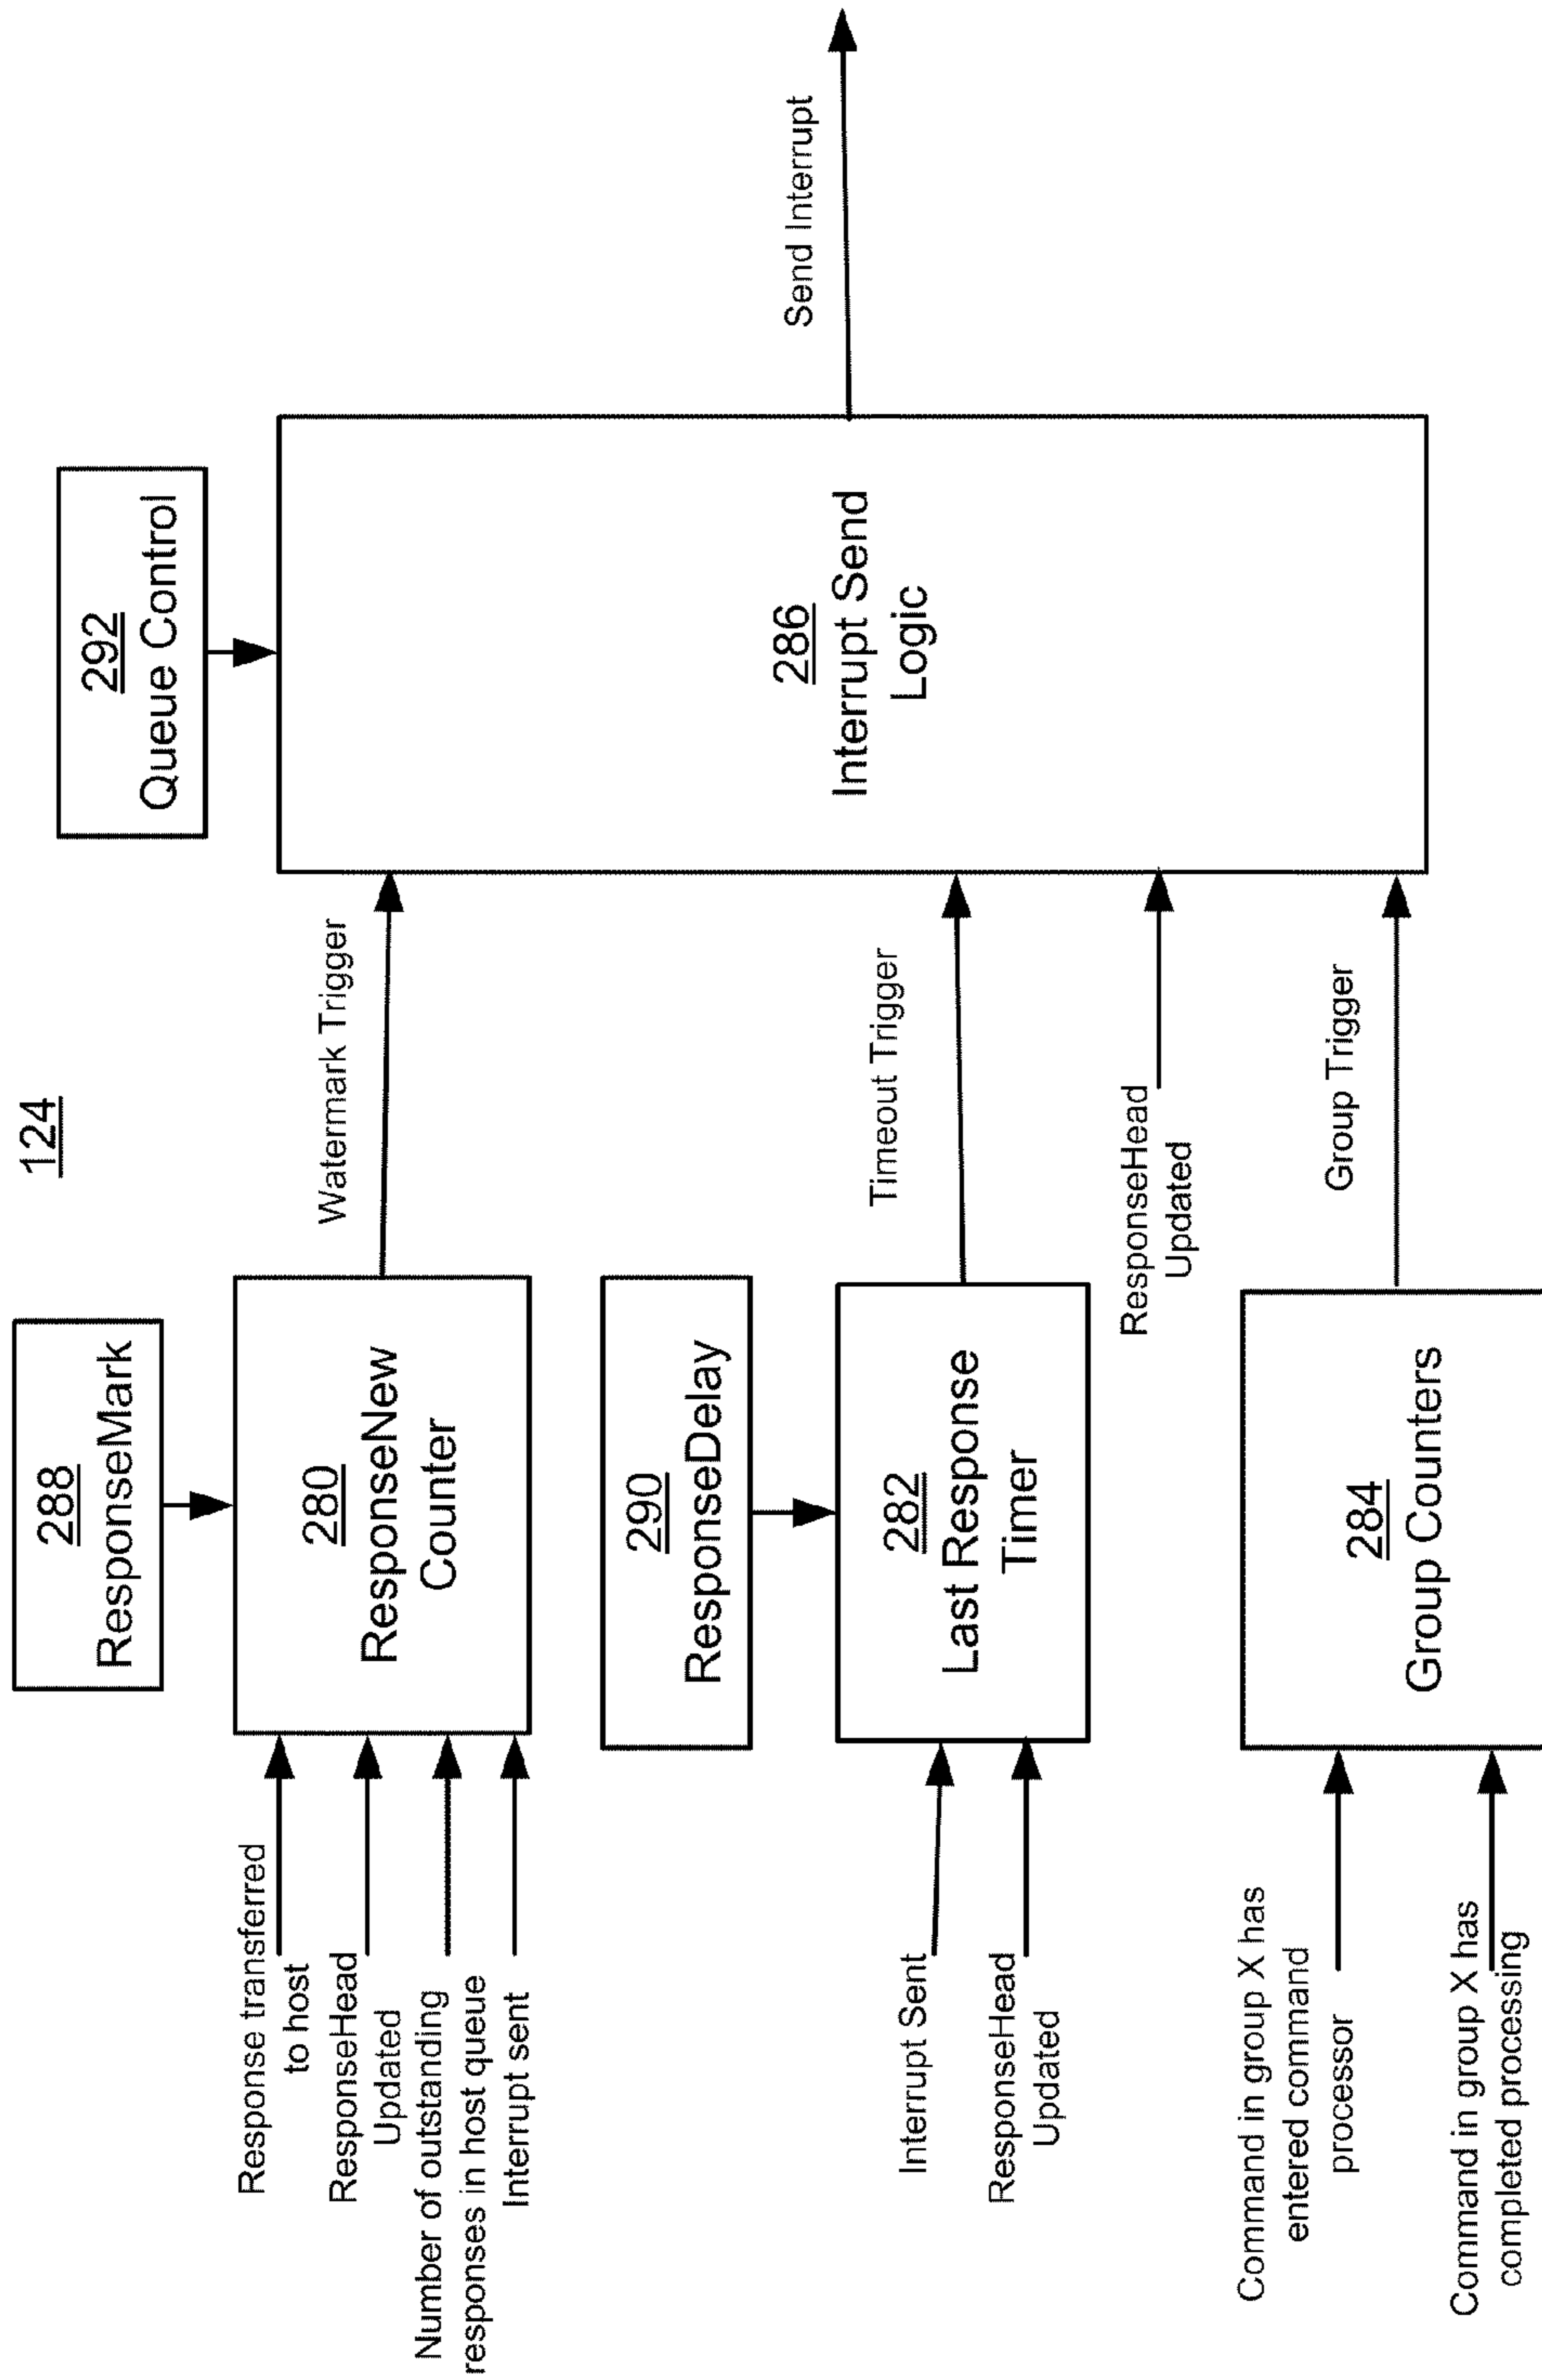 124
288
ResponseMark
292
Queue Control
Response transferred
to host
ResponseHead
Updated
Number of outstanding
responses in host queue
Interrupt sent
280
ResponseNew
Counter
Watermark Trigger
290
ResponseDelay
Interrupt Sent
ResponseHead
Updated
282
Last Response
Timer
Timeout Trigger
ResponseHead
Updated
Command in group X has
entered command
processor
Command in group X has
completed processing
284
Group Counters
Group Trigger
286
Interrupt Send
Logic
Send Interrupt